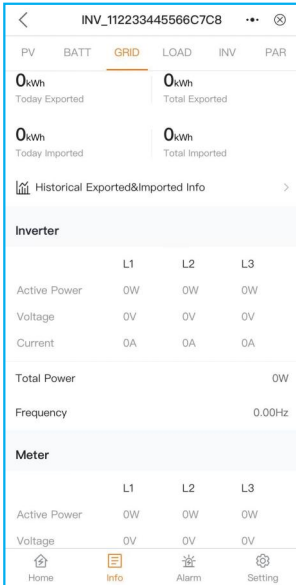 INV_112233445566C7C8
PV BATT GRID LOAD INV PAR
0kWh 0kWh
Today Exported Total Exported
0kWh 0kWh
Today Imported Total Imported
Historical Exported&Imported Info
Inverter
L1 L2 L3
Active Power 0W 0W 0W
Voltage 0V 0V 0V
Current 0A 0A 0A
Total Power 0W
Frequency 0.00Hz
Meter
L1 L2 L3
Active Power 0W 0W 0W
Voltage 0V 0V 0V
Home Info Alarm Setting